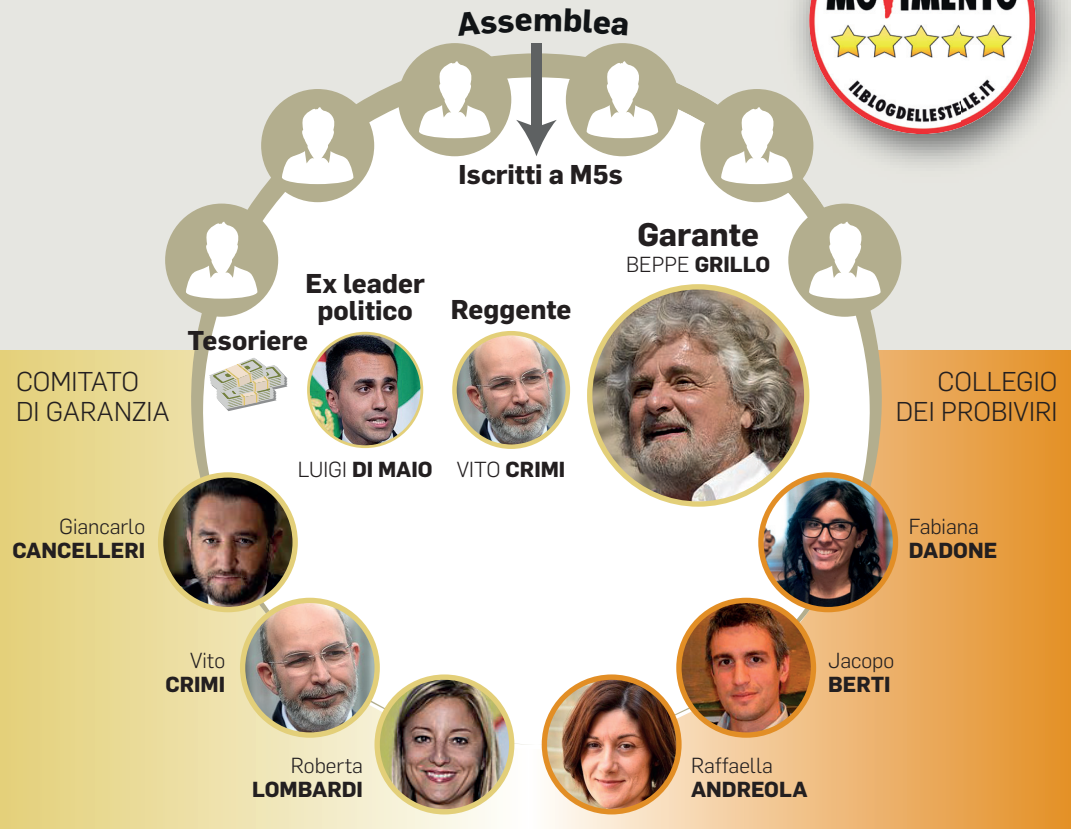 Assemblea
MOVIMENTO
ILBLOGDELLESTELLE.IT
Iscritti a M5s
Garante
BEPPE GRILLO
Ex leader
politico
Reggente
Tesoriere
LUIGI DI MAIO
VITO CRIMI
COMITATO
DI GARANZIA
COLLEGIO
DEI PROBIVIRI
Giancarlo
CANCELLERI
Vito
CRIMI
Roberta
LOMBARDI
Fabiana
DADONE
Jacopo
BERTI
Raffaella
ANDREOLA